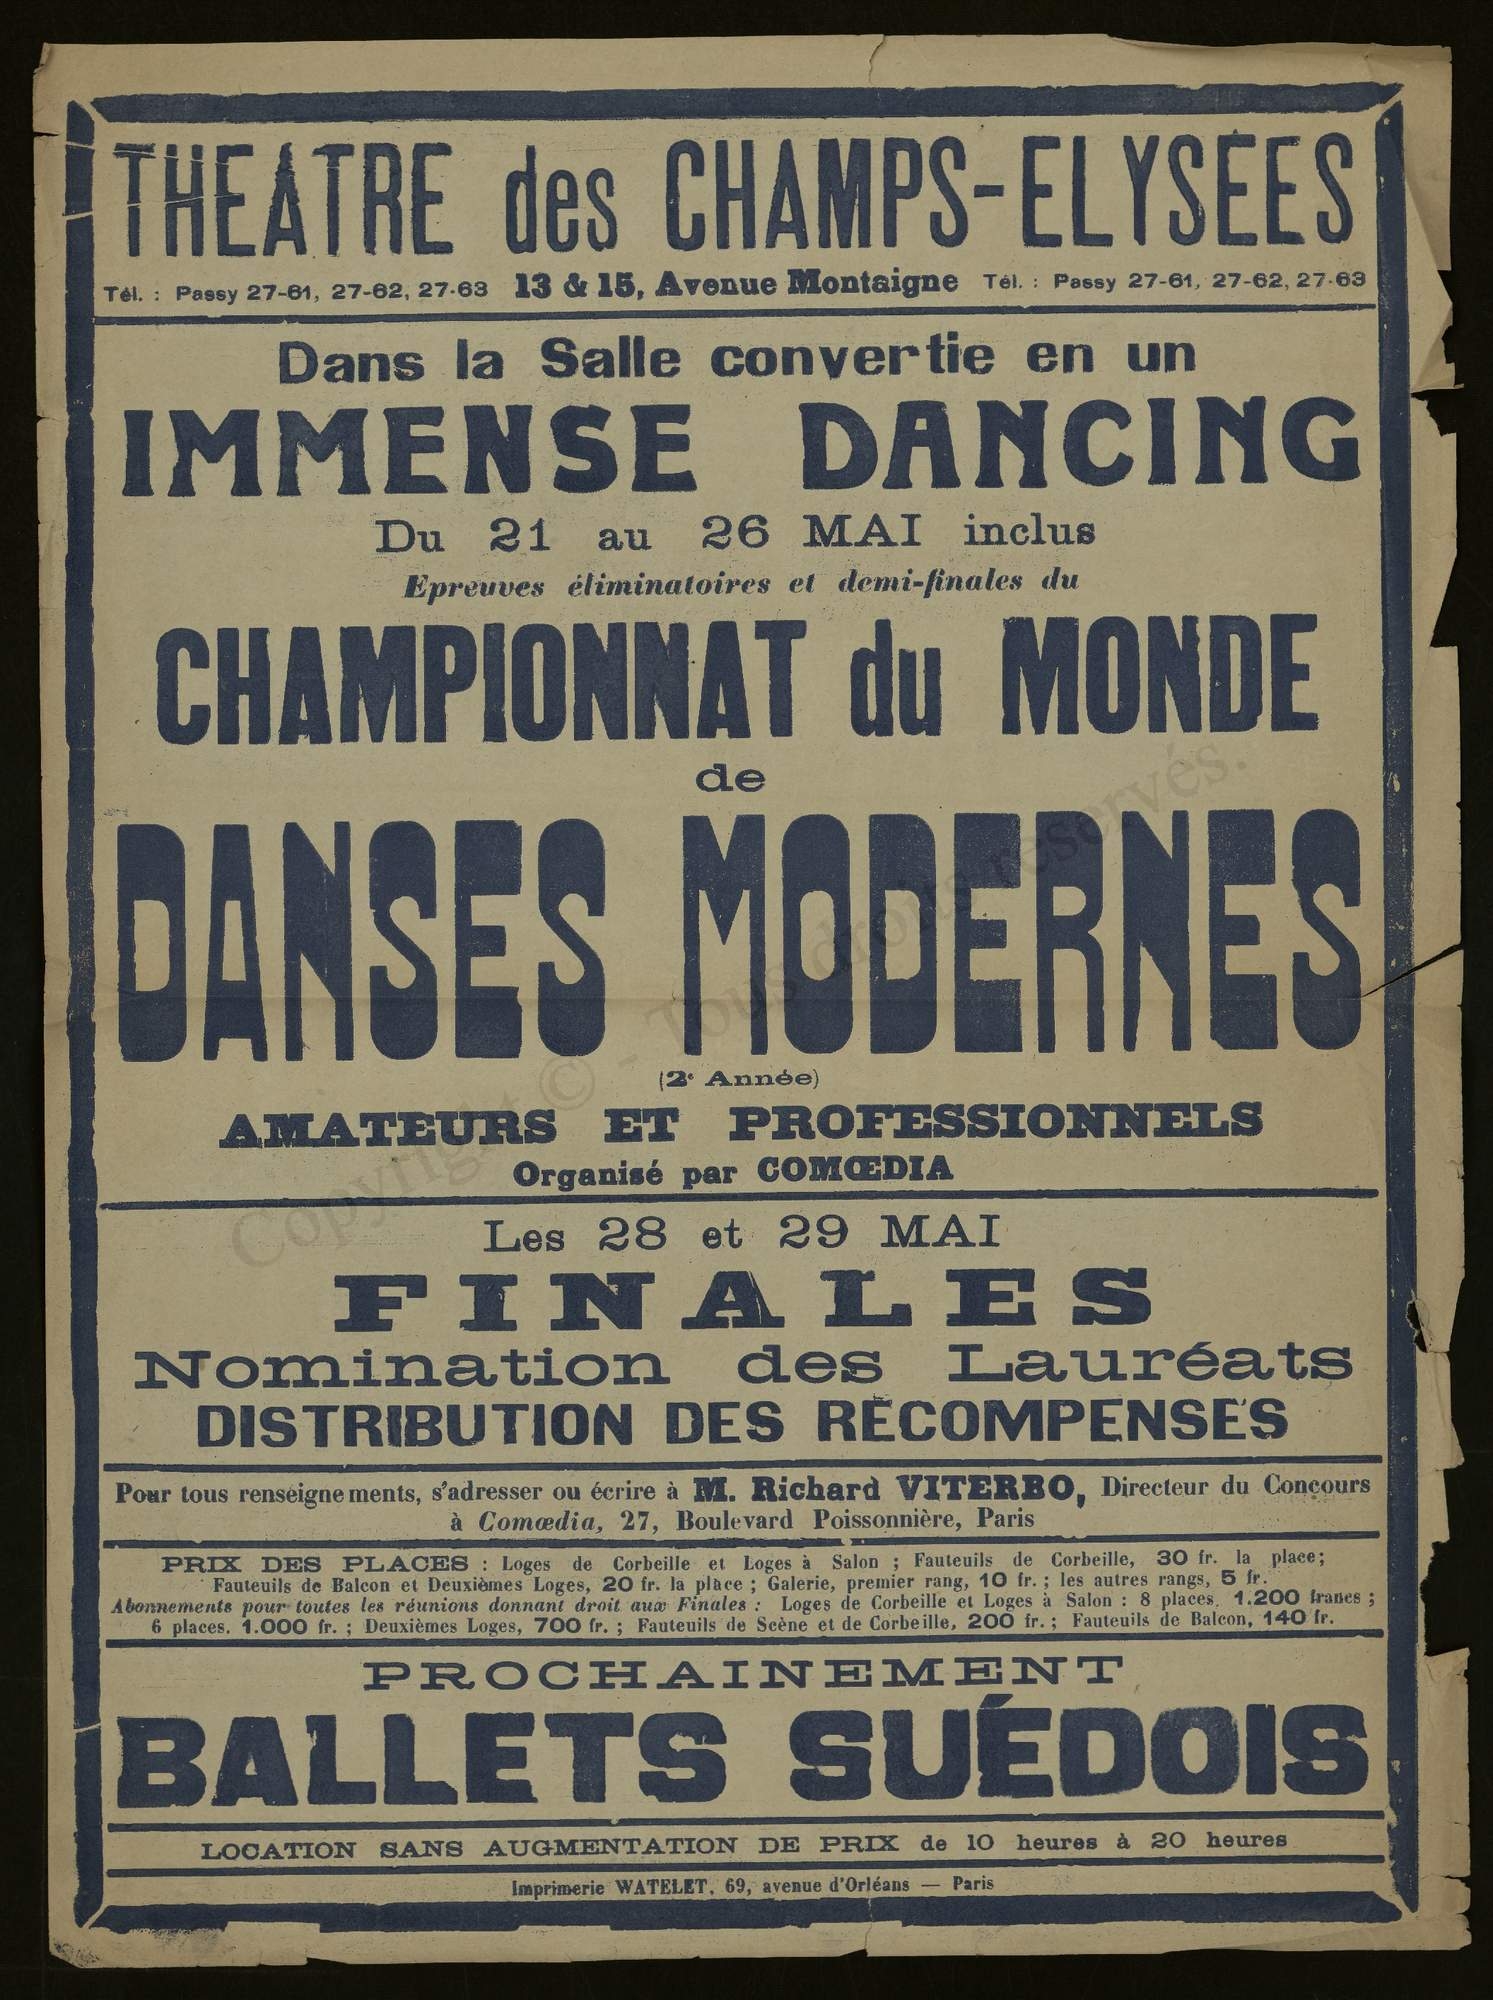 THEATRE des CHAMPS-ELYSÉES
Tél. : Passy 27-61, 27-62, 27-63 13 & 15, Avenue Montaigne Tél. : Passy 27-61, 27-62, 27-63
Dans la Salle convertie en un
IMMENSE DANCING
Du 21 au 26 MAI inclus
Epreuves éliminatoires et demi-finales du
CHAMPIONNAT du MONDE
de
DANSES MODERNES
(2e Année)
AMATEURS ET PROFESSIONNELS
Organisé par COMŒDIA
Les 28 et 29 MAI
FINALES
Nomination des Lauréats
DISTRIBUTION DES RÉCOMPENSES
Pour tous renseignements, s'adresser ou écrire à M. Richard VITERBO, Directeur du Concours
à Comœdia, 27, Boulevard Poissonnière, Paris
PRIX DES PLACES : Loges de Corbeille et Loges à Salon ; Fauteuils de Corbeille, 30 fr. la place ;
Fauteuils de Balcon et Deuxièmes Loges, 20 fr. la place ; Galerie, premier rang, 10 fr. ; les autres rangs, 5 fr.
Abonnements pour toutes les réunions donnant droit aux Finales : Loges de Corbeille et Loges à Salon : 8 places, 1.200 francs ;
6 places, 1.000 fr. ; Deuxièmes Loges, 700 fr. ; Fauteuils de Scène et de Corbeille, 200 fr. ; Fauteuils de Balcon, 140 fr.
PROCHAINEMENT
BALLETS SUÉDOIS
LOCATION SANS AUGMENTATION DE PRIX de 10 heures à 20 heures
Imprimerie WATELET, 69, avenue d'Orléans — Paris
Copyright © - Tous droits reservés.